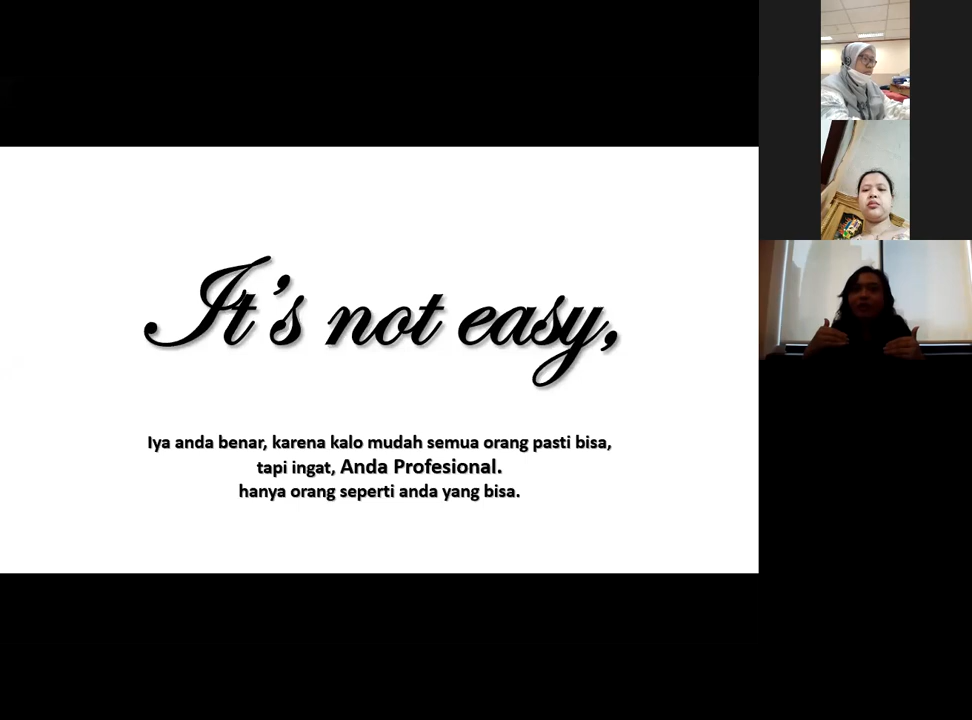 It's not easy,
Iya anda benar, karena kalo mudah semua orang pasti bisa,
tapi ingat, Anda Profesional.
hanya orang seperti anda yang bisa.